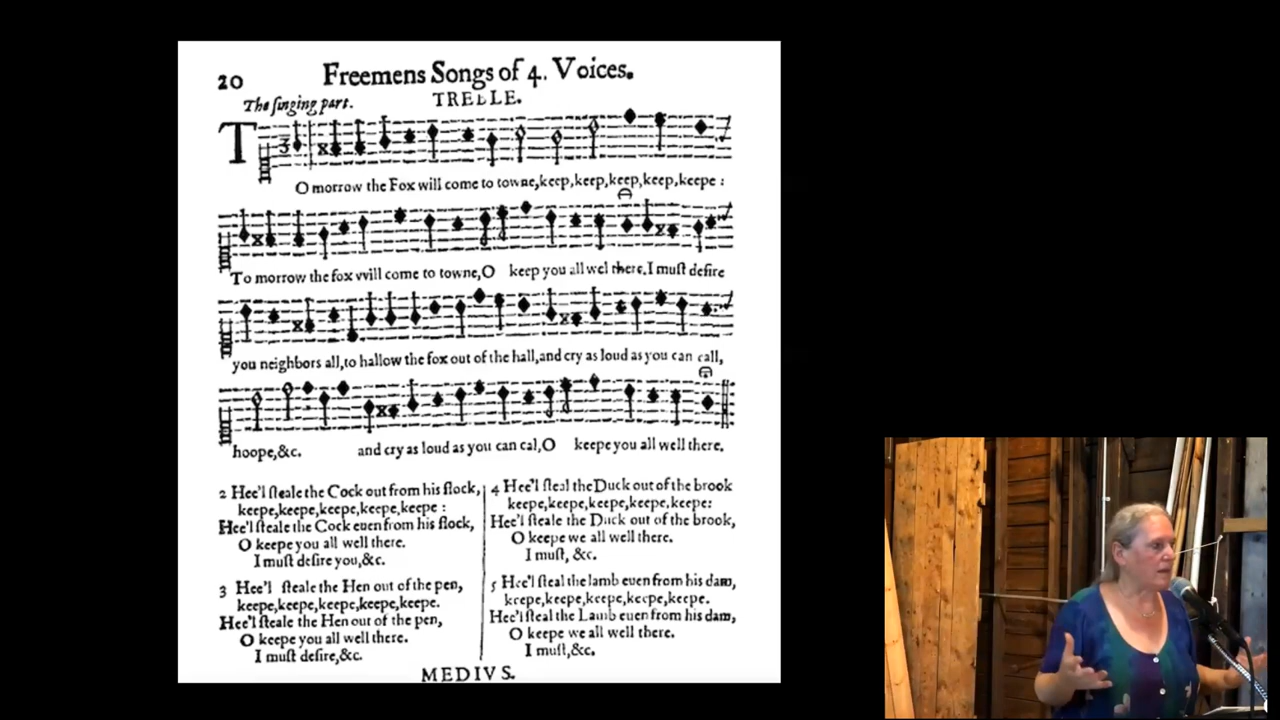 20
Freemens Songs of 4. Voices.
The ſinging part.
TREBLE.
3
TO morrow the Fox will come to towne,keep,keep,keep,keep,keepe :
To morrow the fox vvill come to towne,O keep you all wel there.I muſt deſire
you neighbors all,to hallow the fox out of the hall,and cry as loud as you can call,
hoope,&c. and cry as loud as you can cal,O keepe you all well there.
2 Hee'l ſteale the Cock out from his flock,
keepe,keepe,keepe,keepe,keepe :
Hee'l ſteale the Cock euen from his flock,
O keepe you all well there.
I muſt deſire you,&c.
3 Hee'l ſteale the Hen out of the pen,
keepe,keepe,keepe,keepe,keepe.
Hee'l ſteale the Hen out of the pen,
O keepe you all well there.
I muſt deſire,&c.
4 Hee'l ſteal the Duck out of the brook
keepe,keepe,keepe,keepe,keepe:
Hee'l ſteale the Duck out of the brook,
O keepe we all well there.
I muſt, &c.
5 Hee'l ſteal the lamb euen from his dam,
keepe,keepe,keepe,keepe,keepe.
Hee'l ſteal the Lamb euen from his dam,
O keepe we all well there.
I muſt,&c.
MEDIVS.